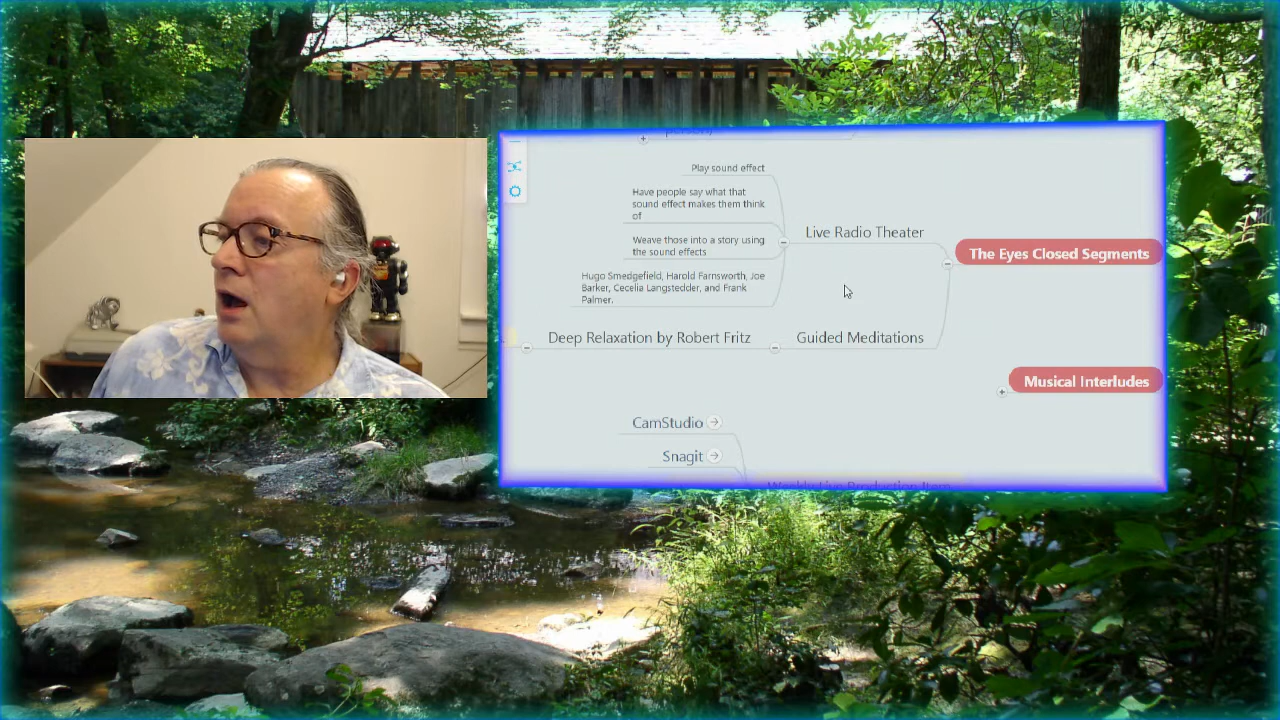 Play sound effect
Have people say what that
sound effect makes them think
of
Weave those into a story using
the sound effects
Hugo Smedgefield, Harold Farnsworth, Joe
Barker, Cecelia Langstedder, and Frank
Palmer.
Live Radio Theater
The Eyes Closed Segments
Deep Relaxation by Robert Fritz
Guided Meditations
Musical Interludes
CamStudio
Snagit